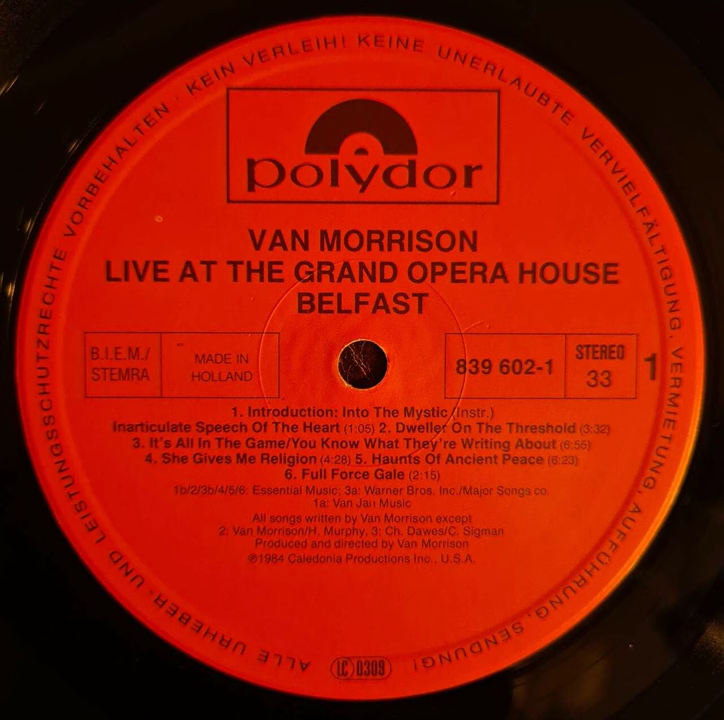 ALLE URHEBER- UND LEISTUNGSSCHUTZRECHTE VORBEHALTEN · KEIN VERLEIH! KEINE UNERLAUBTE VERVIELFÄLTIGUNG, VERMIETUNG, AUFFÜHRUNG, SENDUNG!
polydor
VAN MORRISON
LIVE AT THE GRAND OPERA HOUSE
BELFAST
B.I.E.M./
STEMRA
MADE IN
HOLLAND
839 602-1
STEREO
33
1
1. Introduction: Into The Mystic (instr.)
Inarticulate Speech Of The Heart (1:05) 2. Dweller On The Threshold (3:32)
3. It's All In The Game/You Know What They're Writing About (6:55)
4. She Gives Me Religion (4:28) 5. Haunts Of Ancient Peace (6:23)
6. Full Force Gale (2:15)
1b/2/3b/4/5/6: Essential Music; 3a: Warner Bros. Inc./Major Songs co.
1a: Van Jan Music
All songs written by Van Morrison except
2: Van Morrison/H. Murphy, 3: Ch. Dawes/C. Sigman
Produced and directed by Van Morrison
℗1984 Caledonia Productions Inc., U.S.A.
LC 0309